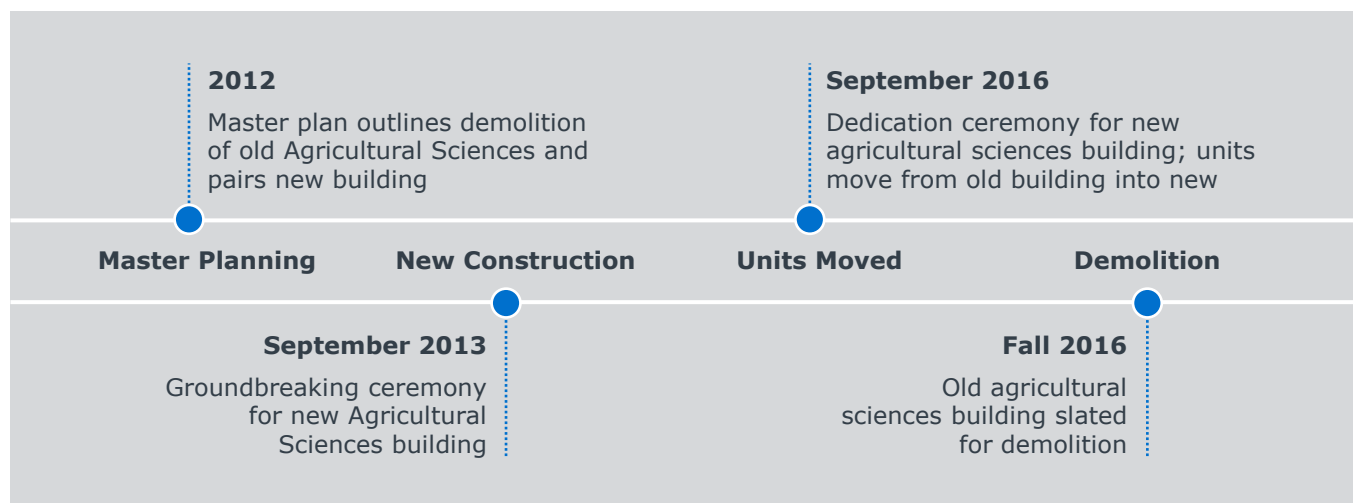 2012
Master plan outlines demolition
of old Agricultural Sciences and
pairs new building
September 2016
Dedication ceremony for new
agricultural sciences building; units
move from old building into new
Master Planning
New Construction
Units Moved
Demolition
September 2013
Groundbreaking ceremony
for new Agricultural
Sciences building
Fall 2016
Old agricultural
sciences building slated
for demolition